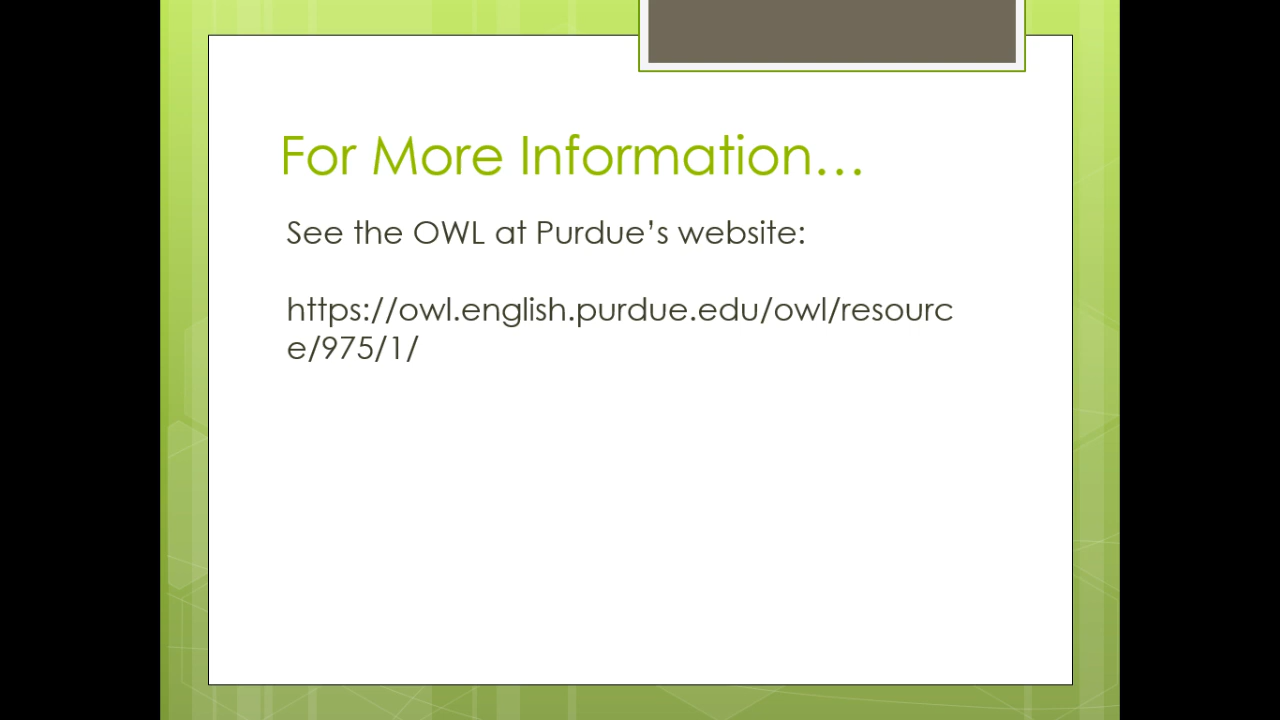 For More Information…
See the OWL at Purdue’s website:
https://owl.english.purdue.edu/owl/resourc
e/975/1/